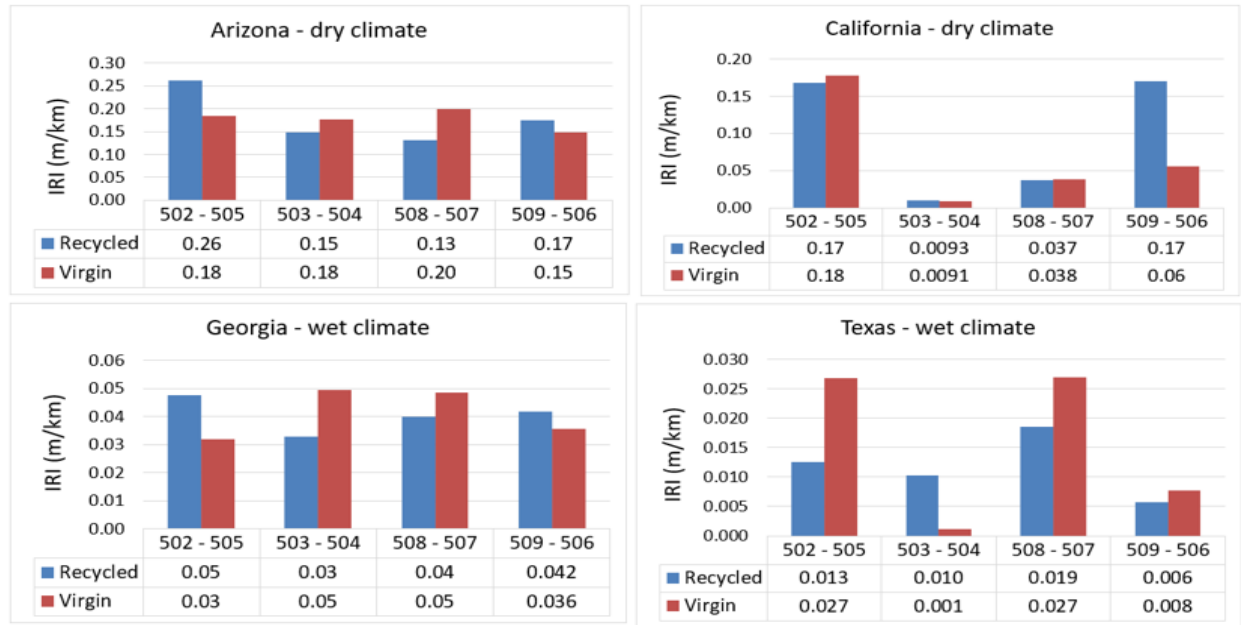 Arizona - dry climate
IRI (m/km)
0.30
0.25
0.20
0.15
0.10
0.05
0.00
502 - 505 503 - 504 508 - 507 509 - 506
Recycled 0.26 0.15 0.13 0.17
Virgin 0.18 0.18 0.20 0.15
California - dry climate
IRI (m/km)
0.20
0.15
0.10
0.05
0.00
502 - 505 503 - 504 508 - 507 509 - 506
Recycled 0.17 0.0093 0.037 0.17
Virgin 0.18 0.0091 0.038 0.06
Georgia - wet climate
IRI (m/km)
0.06
0.05
0.04
0.03
0.02
0.01
0.00
502 - 505 503 - 504 508 - 507 509 - 506
Recycled 0.05 0.03 0.04 0.042
Virgin 0.03 0.05 0.05 0.036
Texas - wet climate
IRI (m/km)
0.030
0.025
0.020
0.015
0.010
0.005
0.000
502 - 505 503 - 504 508 - 507 509 - 506
Recycled 0.013 0.010 0.019 0.006
Virgin 0.027 0.001 0.027 0.008